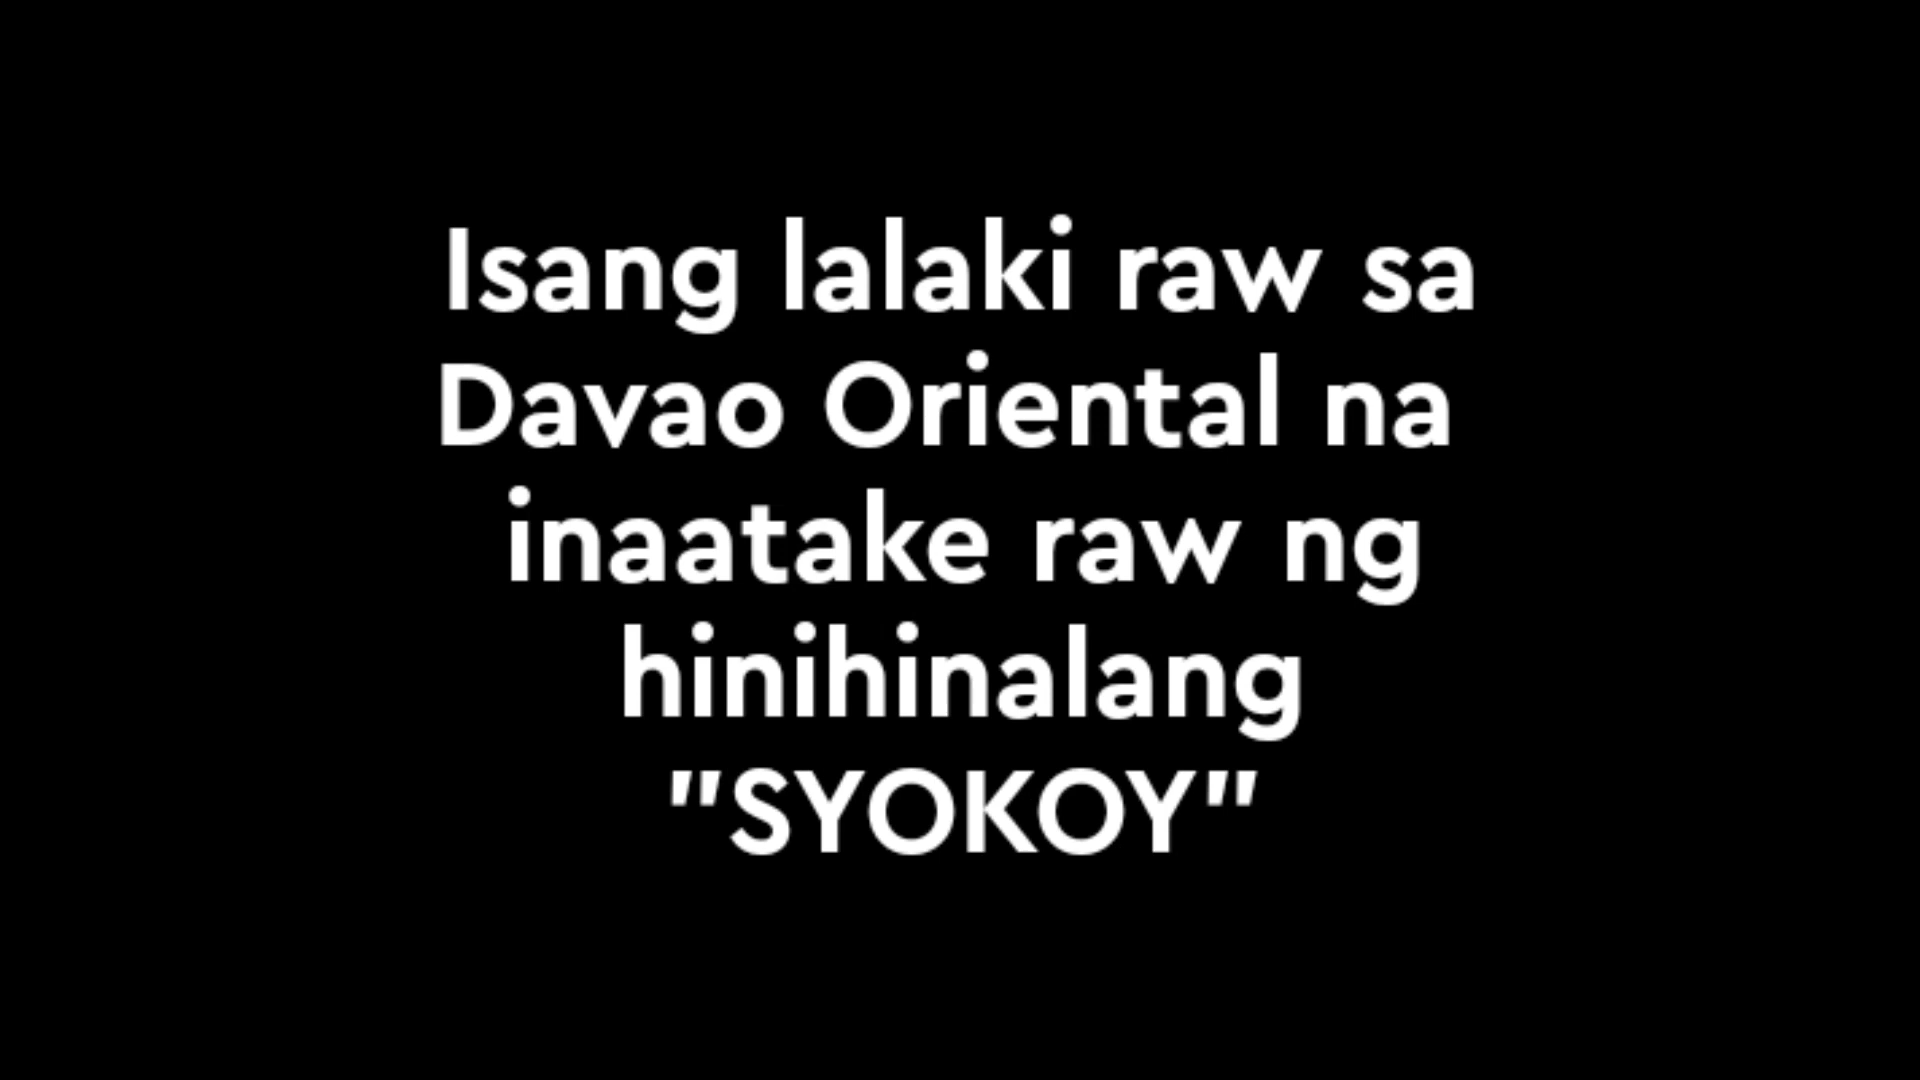 Isang lalaki raw sa
Davao Oriental na
inaatake raw ng
hinihinalang
"SYOKOY"